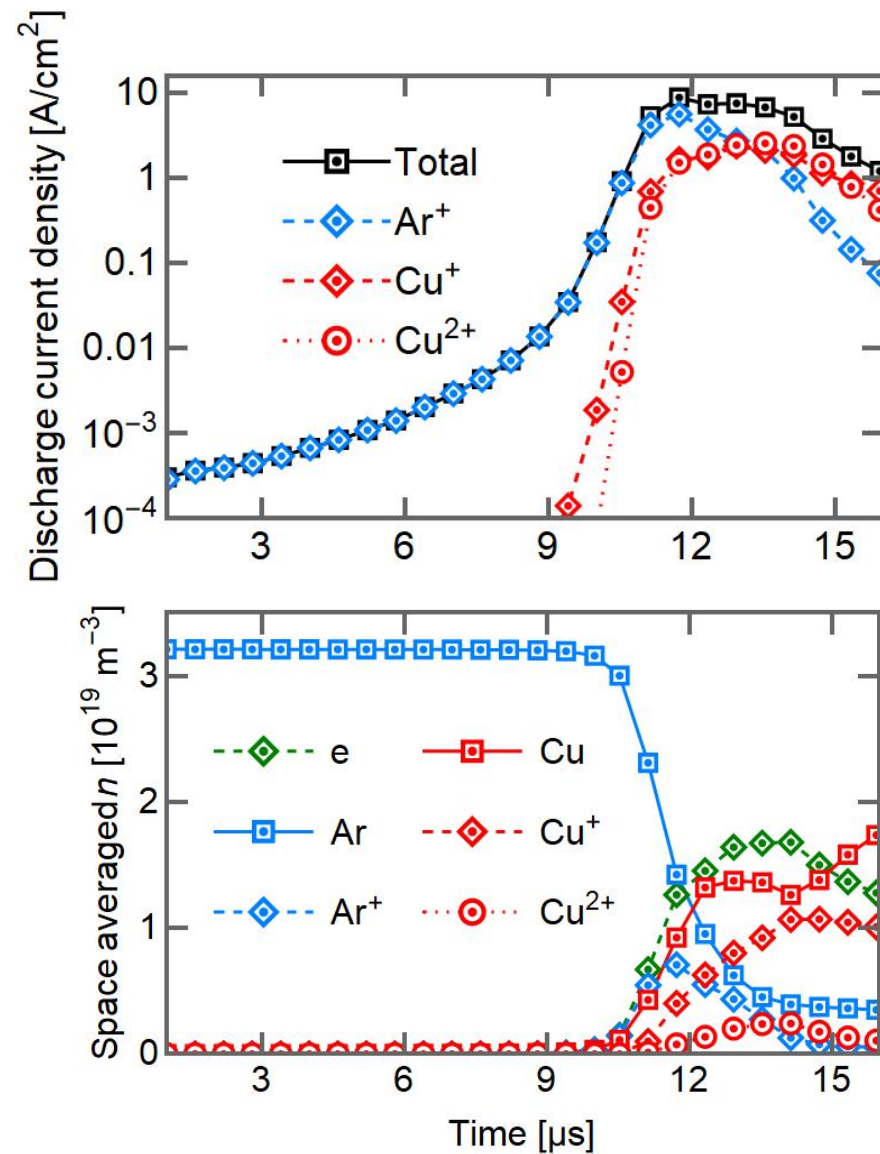 Discharge current density [A/cm²]
10
1
0.1
0.01
10⁻³
10⁻⁴
Total
Ar⁺
Cu⁺
Cu²⁺
3 6 9 12 15
Space averaged n [10¹⁹ m⁻³]
3
2
1
0
e Cu
Ar Cu⁺
Ar⁺ Cu²⁺
3 6 9 12 15
Time [µs]